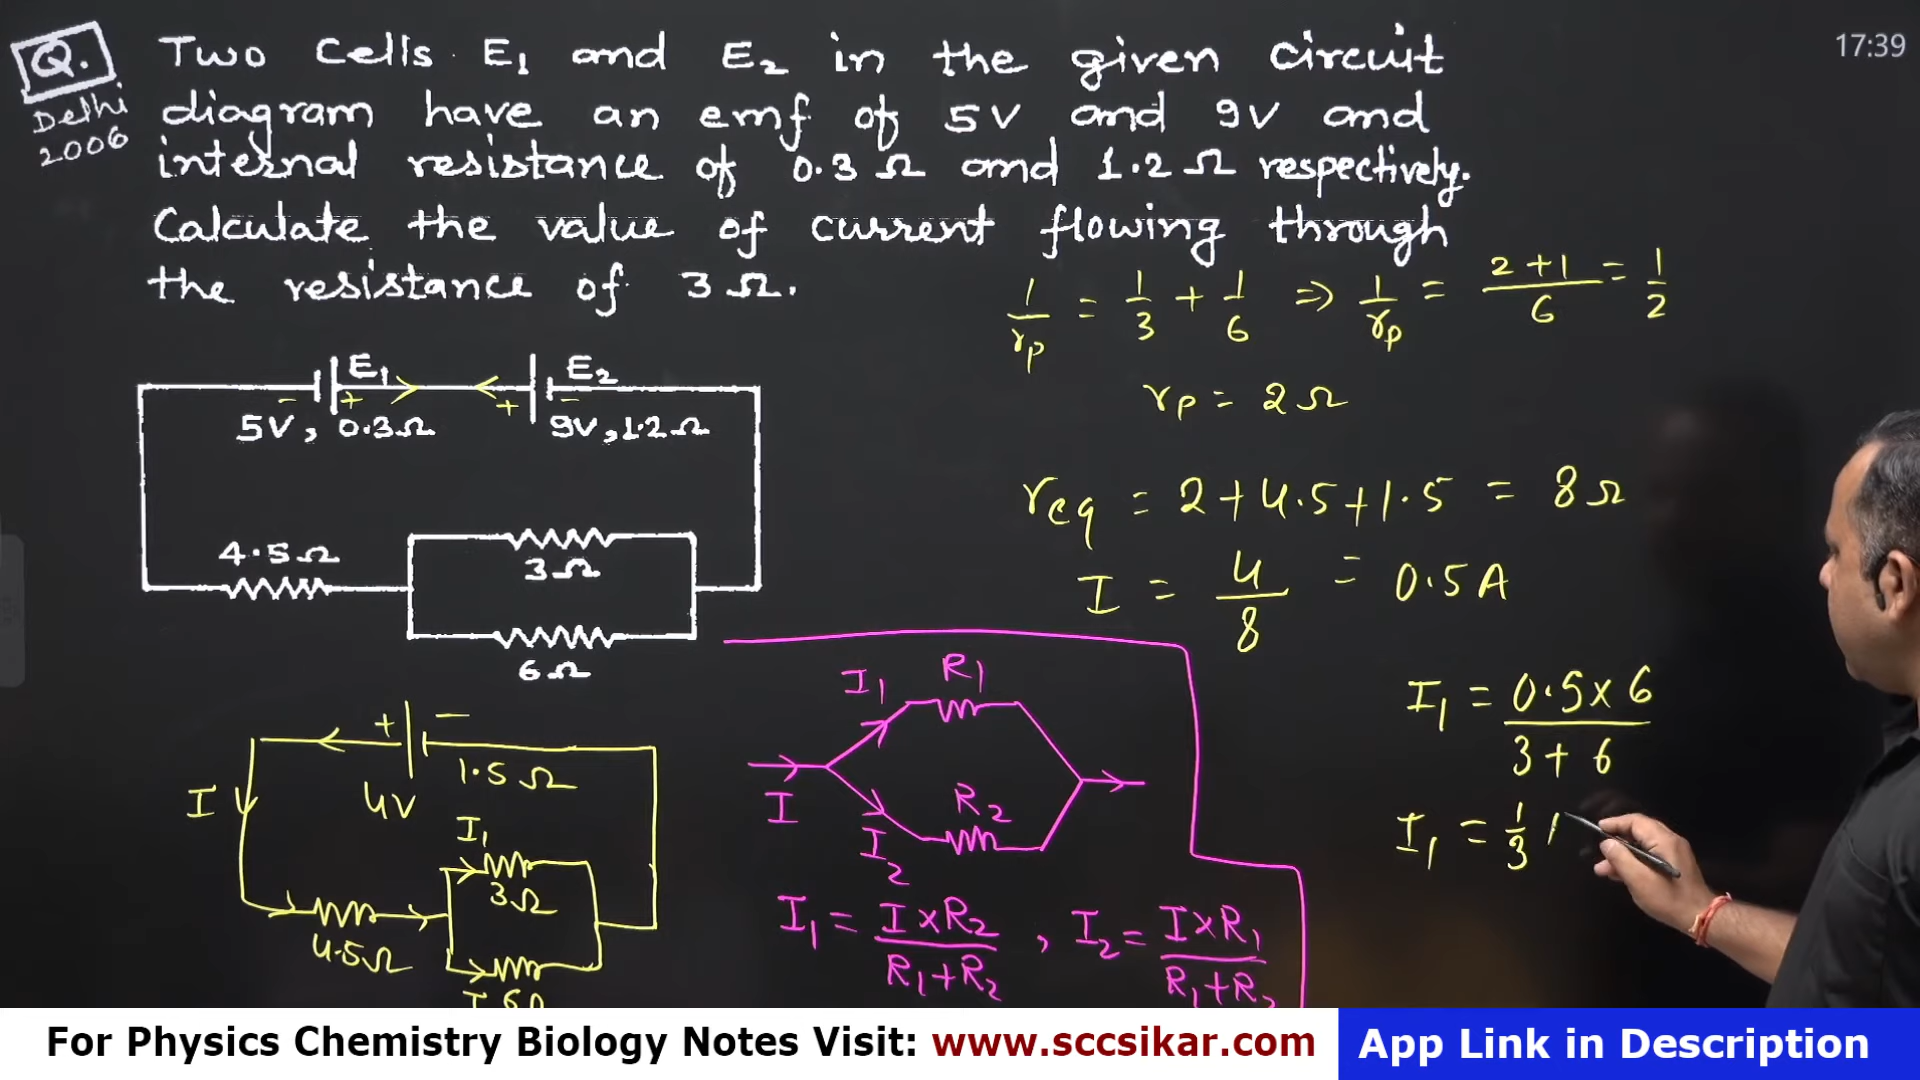 Q.
Delhi
2006
Two Cells E₁ and E₂ in the given circuit
diagram have an emf of 5V and 9V and
internal resistance of 0.3 Ω and 1.2 Ω respectively.
Calculate the value of current flowing through
the resistance of 3 Ω.
17:39
1/rp = 1/3 + 1/6 ⇒ 1/rp = 2+1/6 = 1/2
rp = 2 Ω
req = 2+4.5+1.5 = 8 Ω
I = 4/8 = 0.5 A
I₁ = 0.5×6/3+6
I₁ = 1/3
E₁ E₂
- + + -
5V, 0.3Ω 9V, 1.2Ω
4.5Ω
3Ω
6Ω
+ -
1.5 Ω
4V
I
I₁
3Ω
4.5Ω
6Ω
I₁ R₁
I
R₂
I₂
I₁ = I×R₂/R₁+R₂ , I₂ = I×R₁/R₁+R₂
For Physics Chemistry Biology Notes Visit: www.sccsikar.com
App Link in Description